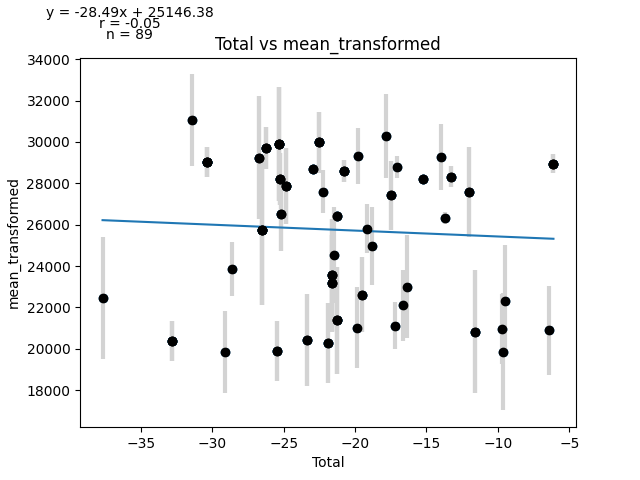 y = -28.49x + 25146.38
r = -0.05
n = 89
Total vs mean_transformed
34000
32000
30000
28000
26000
24000
22000
20000
18000
mean_transformed
−35
−30
−25
−20
−15
−10
−5
Total